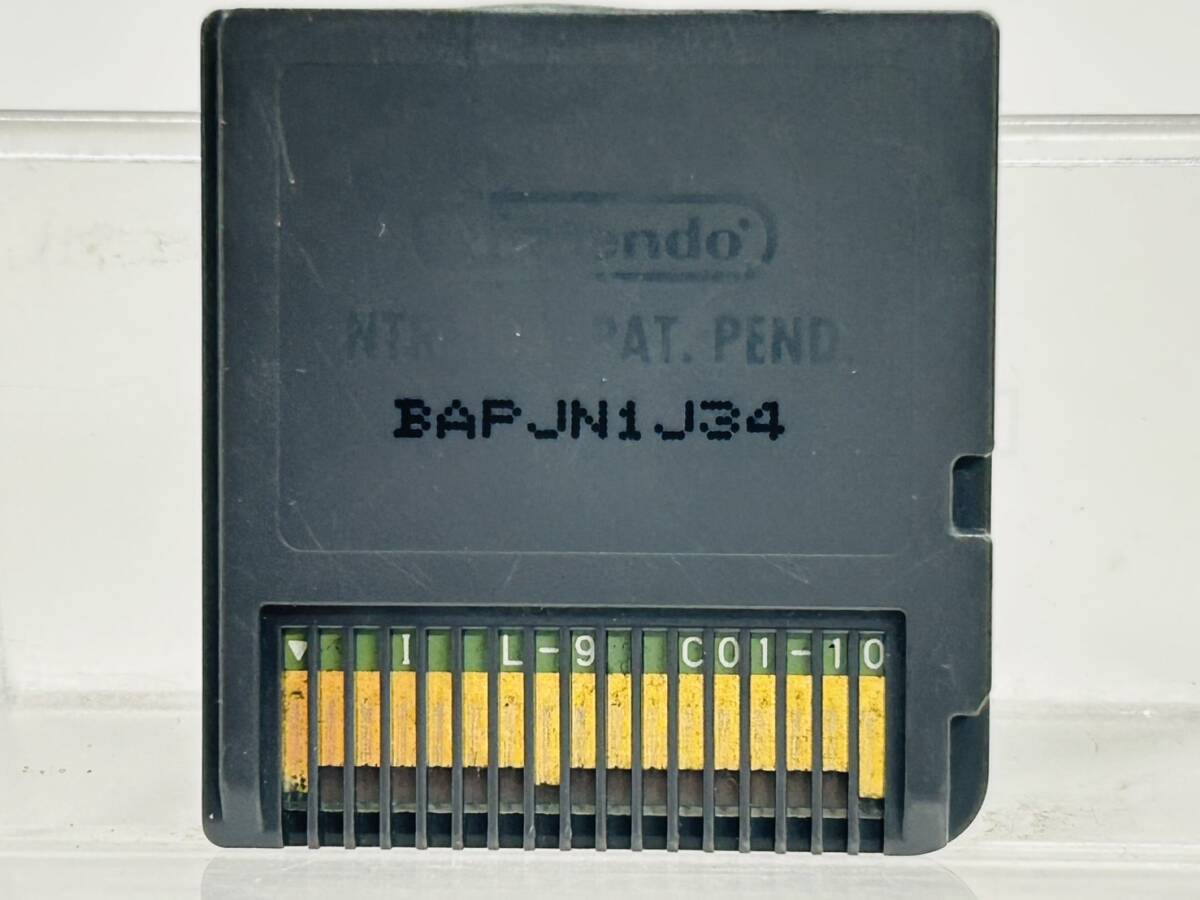 Nintendo
PAT. PEND.
BAPJN1J34
▼ I L-9 C01-10